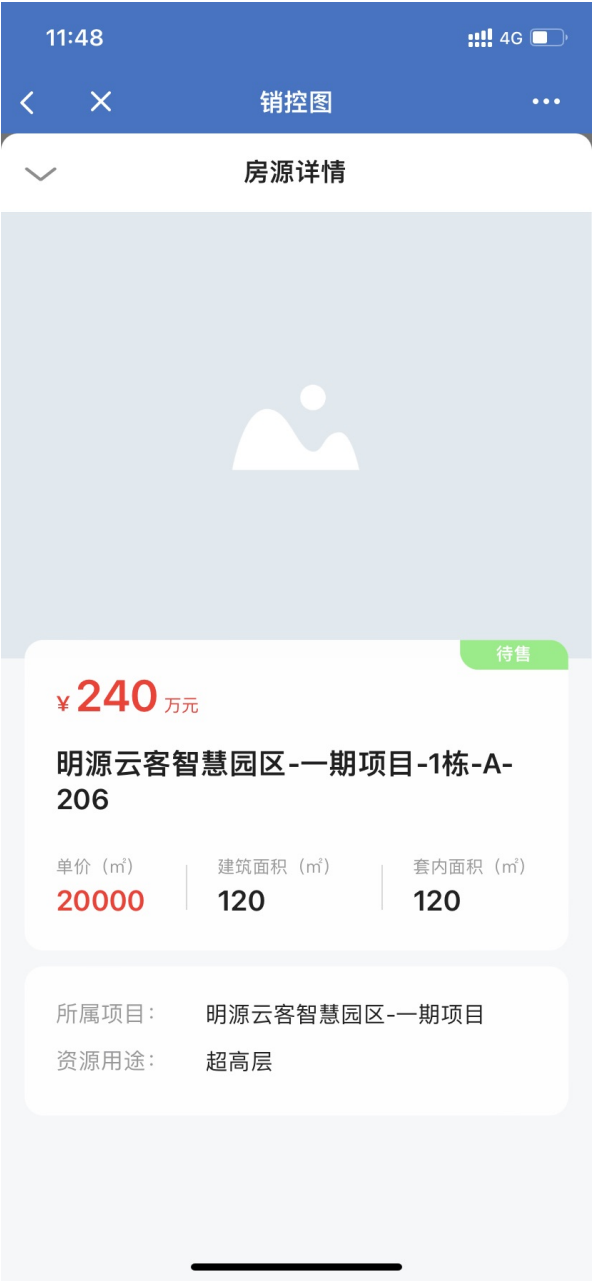 11:48 4G
销控图
房源详情
待售
¥240万元
明源云客智慧园区-一期项目-1栋-A-
206
单价（㎡） 建筑面积（㎡） 套内面积（㎡）
20000 120 120
所属项目： 明源云客智慧园区-一期项目
资源用途： 超高层